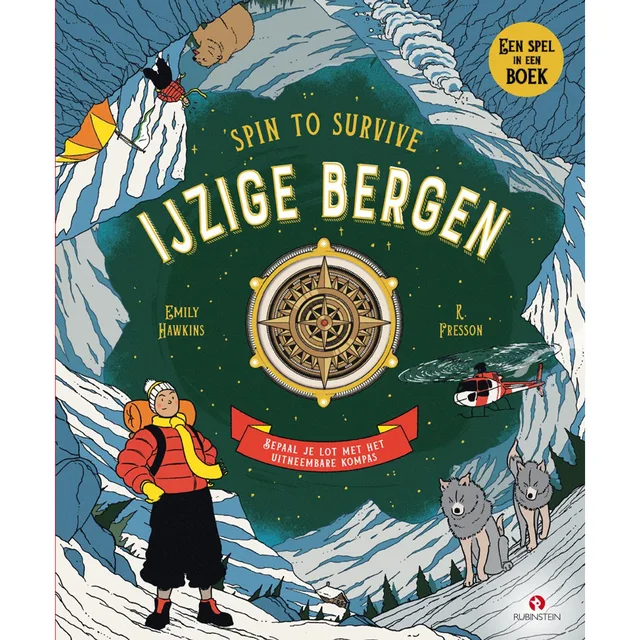 EEN SPEL
IN EEN
BOEK
SPIN TO SURVIVE
IJZIGE BERGEN
EMILY
HAWKINS
R.
FRESSON
BEPAAL JE LOT MET HET
UITNEEMBARE KOMPAS
RUBINSTEIN